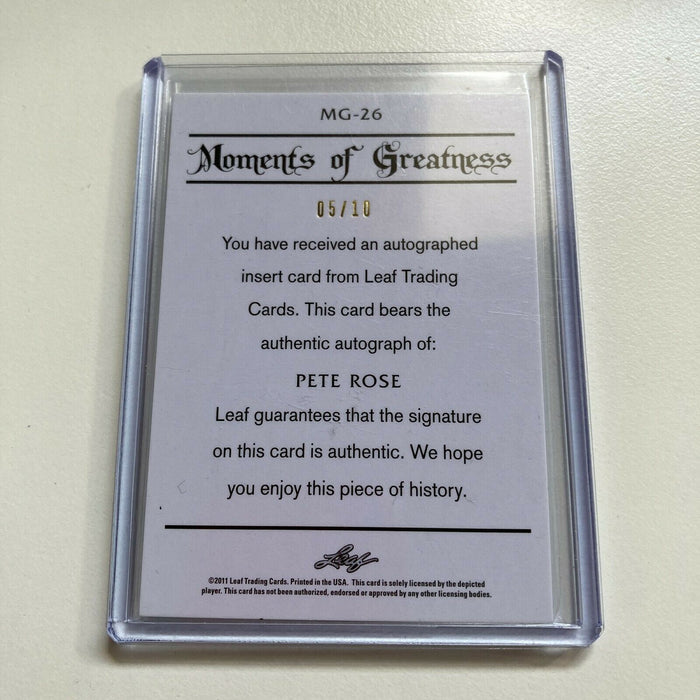 MG-26
Moments of Greatness
05/10
You have received an autographed
insert card from Leaf Trading
Cards. This card bears the
authentic autograph of:
PETE ROSE
Leaf guarantees that the signature
on this card is authentic. We hope
you enjoy this piece of history.
Leaf
©2011 Leaf Trading Cards. Printed in the USA. This card is solely licensed by the depicted
player. This card has not been authorized, endorsed or approved by any other licensing bodies.